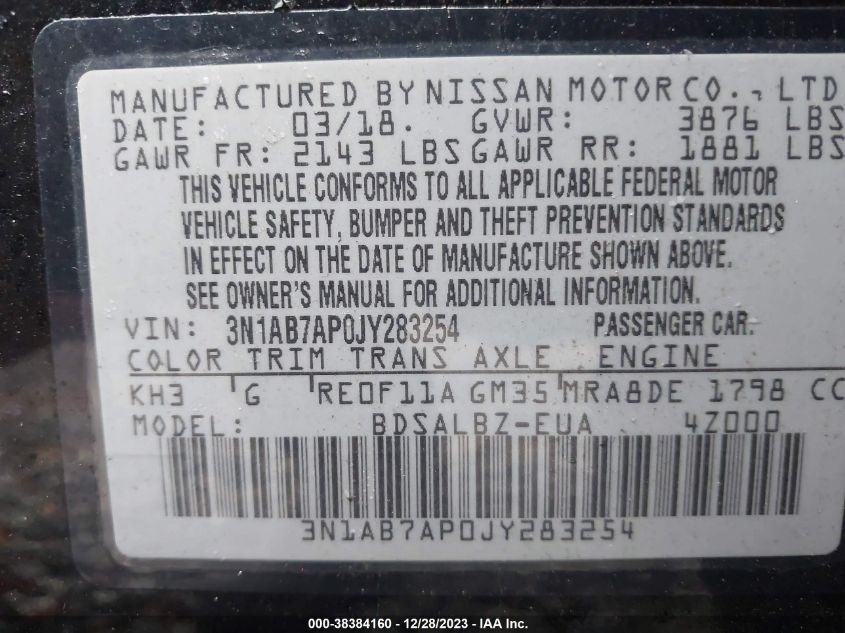 MANUFACTURED BY NISSAN MOTOR CO., LTD
DATE: 03/18. GVWR: 3876 LBS
GAWR FR: 2143 LBS GAWR RR: 1881 LBS
THIS VEHICLE CONFORMS TO ALL APPLICABLE FEDERAL MOTOR
VEHICLE SAFETY, BUMPER AND THEFT PREVENTION STANDARDS
IN EFFECT ON THE DATE OF MANUFACTURE SHOWN ABOVE.
SEE OWNER'S MANUAL FOR ADDITIONAL INFORMATION.
VIN: 3N1AB7AP0JY283254 PASSENGER CAR.
COLOR TRIM TRANS AXLE ENGINE
KH3 G RE0F11A GM35 MRA8DE 1798 CC
MODEL: BDSALBZ-EUA 4Z000
3N1AB7AP0JY283254
000-38384160 - 12/28/2023 - © IAA, Inc.